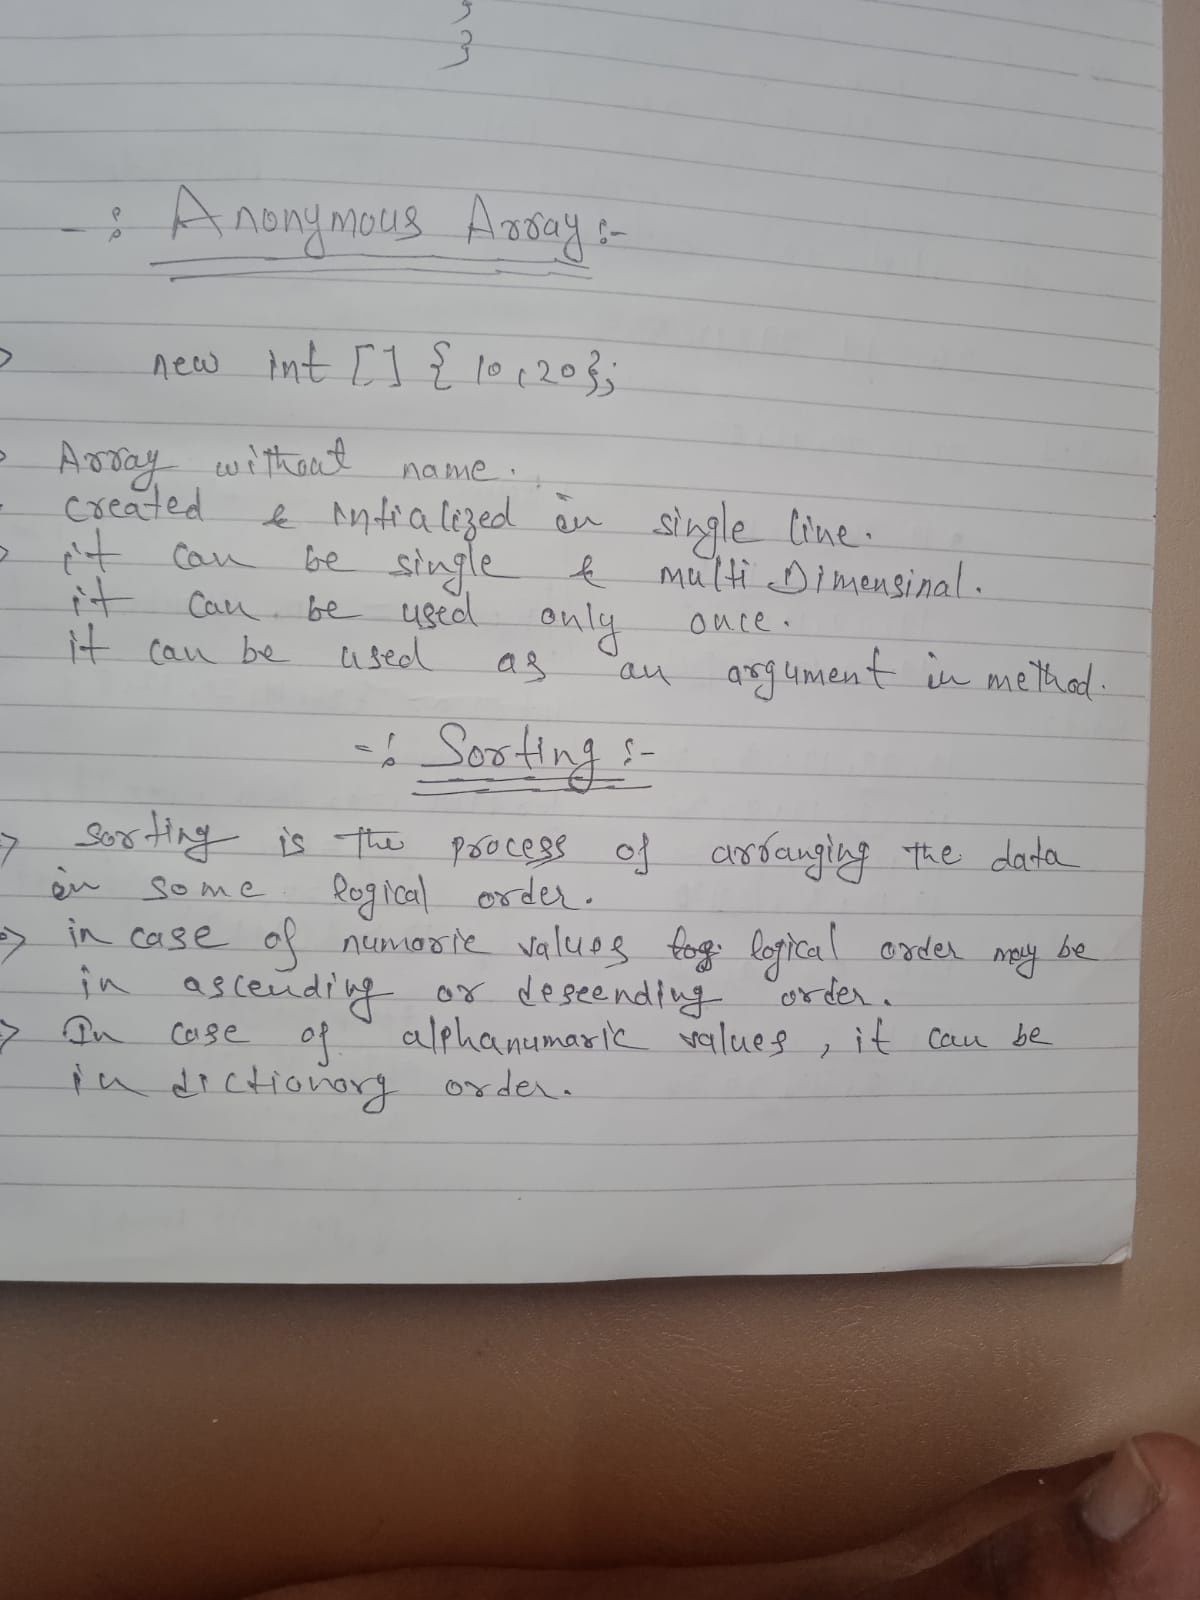 }
}
-: Anonymous Array :-
new int [] { 10, 20};
Array without name.
created & intialized in single line.
it can be single & multi Dimensinal.
it can be used only once.
it can be used as an argument in method.
-: Sorting :-
sorting is the process of arranging the data
in some logical order.
in case of numaric values log. logical order may be
in ascending or descending order.
In case of alphanumaric values, it can be
in dictionary order.